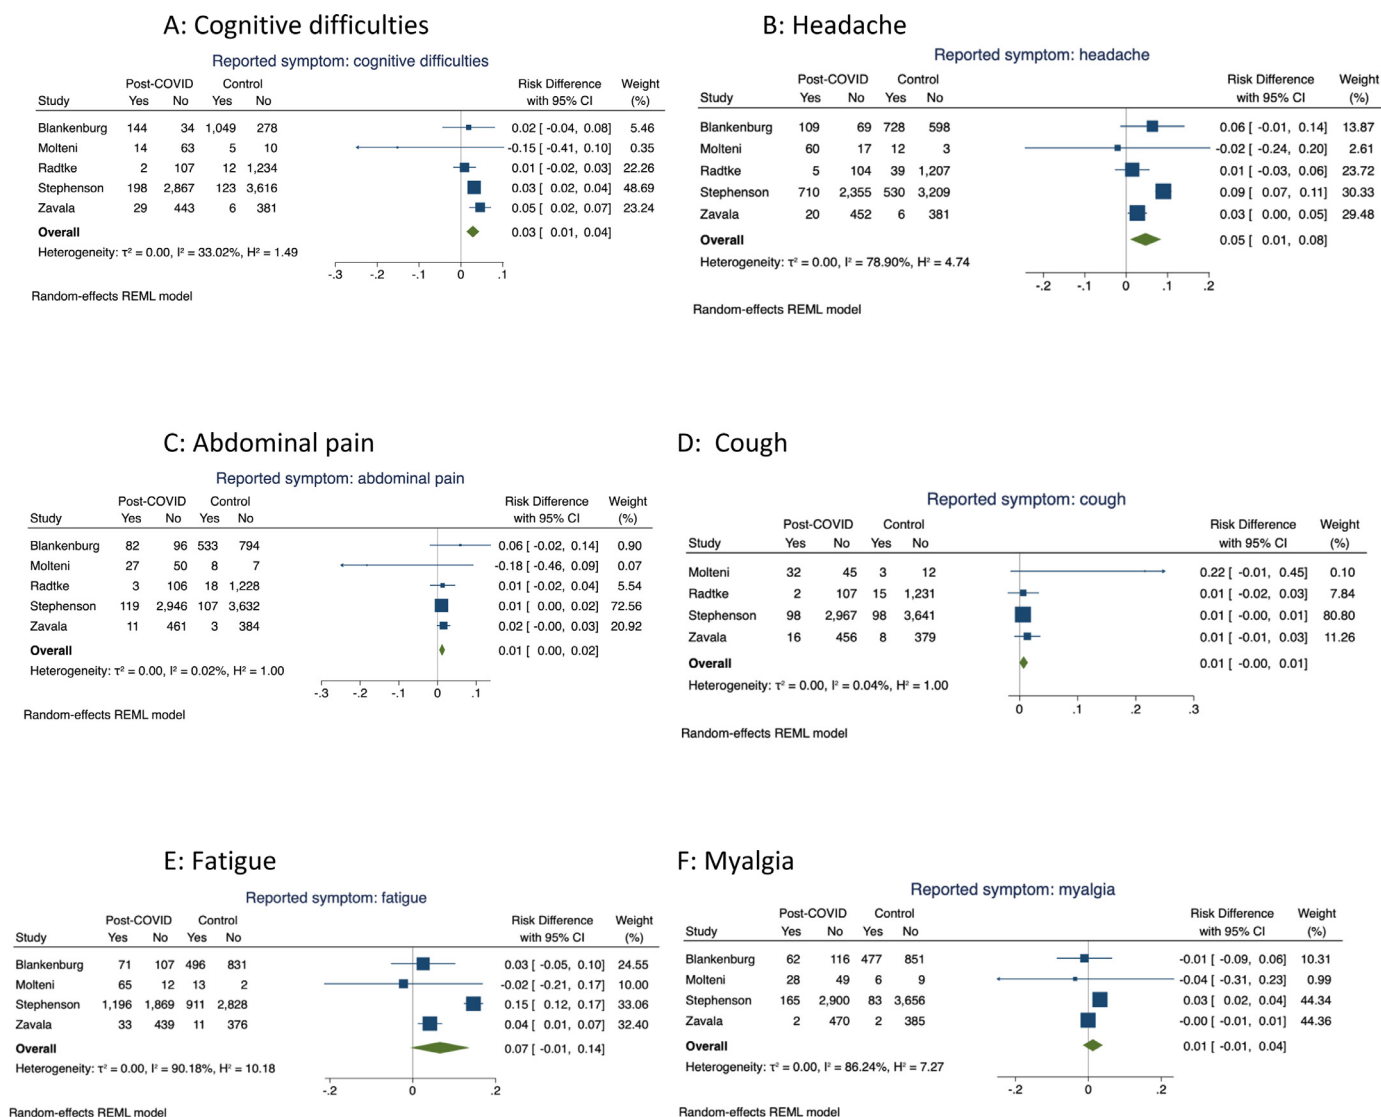 A: Cognitive difficulties
Reported symptom: cognitive difficulties
Post-COVID Control Risk Difference Weight
Study Yes No Yes No with 95% CI (%)
Blankenburg 144 34 1,049 278 0.02 [ -0.04, 0.08] 5.46
Molteni 14 63 5 10 -0.15 [ -0.41, 0.10] 0.35
Radtke 2 107 12 1,234 0.01 [ -0.02, 0.03] 22.26
Stephenson 198 2,867 123 3,616 0.03 [ 0.02, 0.04] 48.69
Zavala 29 443 6 381 0.05 [ 0.02, 0.07] 23.24
Overall 0.03 [ 0.01, 0.04]
Heterogeneity: τ² = 0.00, I² = 33.02%, H² = 1.49
-.3 -.2 -.1 0 .1
Random-effects REML model
B: Headache
Reported symptom: headache
Post-COVID Control Risk Difference Weight
Study Yes No Yes No with 95% CI (%)
Blankenburg 109 69 728 598 0.06 [ -0.01, 0.14] 13.87
Molteni 60 17 12 3 -0.02 [ -0.24, 0.20] 2.61
Radtke 5 104 39 1,207 0.01 [ -0.03, 0.06] 23.72
Stephenson 710 2,355 530 3,209 0.09 [ 0.07, 0.11] 30.33
Zavala 20 452 6 381 0.03 [ 0.00, 0.05] 29.48
Overall 0.05 [ 0.01, 0.08]
Heterogeneity: τ² = 0.00, I² = 78.90%, H² = 4.74
-.2 -.1 0 .1 .2
Random-effects REML model
C: Abdominal pain
Reported symptom: abdominal pain
Post-COVID Control Risk Difference Weight
Study Yes No Yes No with 95% CI (%)
Blankenburg 82 96 533 794 0.06 [ -0.02, 0.14] 0.90
Molteni 27 50 8 7 -0.18 [ -0.46, 0.09] 0.07
Radtke 3 106 18 1,228 0.01 [ -0.02, 0.04] 5.54
Stephenson 119 2,946 107 3,632 0.01 [ 0.00, 0.02] 72.56
Zavala 11 461 3 384 0.02 [ -0.00, 0.03] 20.92
Overall 0.01 [ 0.00, 0.02]
Heterogeneity: τ² = 0.00, I² = 0.02%, H² = 1.00
-.3 -.2 -.1 0 .1
Random-effects REML model
D: Cough
Reported symptom: cough
Post-COVID Control Risk Difference Weight
Study Yes No Yes No with 95% CI (%)
Molteni 32 45 3 12 0.22 [ -0.01, 0.45] 0.10
Radtke 2 107 15 1,231 0.01 [ -0.02, 0.03] 7.84
Stephenson 98 2,967 98 3,641 0.01 [ -0.00, 0.01] 80.80
Zavala 16 456 8 379 0.01 [ -0.01, 0.03] 11.26
Overall 0.01 [ -0.00, 0.01]
Heterogeneity: τ² = 0.00, I² = 0.04%, H² = 1.00
0 .1 .2 .3
Random-effects REML model
E: Fatigue
Reported symptom: fatigue
Post-COVID Control Risk Difference Weight
Study Yes No Yes No with 95% CI (%)
Blankenburg 71 107 496 831 0.03 [ -0.05, 0.10] 24.55
Molteni 65 12 13 2 -0.02 [ -0.21, 0.17] 10.00
Stephenson 1,196 1,869 911 2,828 0.15 [ 0.12, 0.17] 33.06
Zavala 33 439 11 376 0.04 [ 0.01, 0.07] 32.40
Overall 0.07 [ -0.01, 0.14]
Heterogeneity: τ² = 0.00, I² = 90.18%, H² = 10.18
-.2 0 .2
Random-effects REML model
F: Myalgia
Reported symptom: myalgia
Post-COVID Control Risk Difference Weight
Study Yes No Yes No with 95% CI (%)
Blankenburg 62 116 477 851 -0.01 [ -0.09, 0.06] 10.31
Molteni 28 49 6 9 -0.04 [ -0.31, 0.23] 0.99
Stephenson 165 2,900 83 3,656 0.03 [ 0.02, 0.04] 44.34
Zavala 2 470 2 385 -0.00 [ -0.01, 0.01] 44.36
Overall 0.01 [ -0.01, 0.04]
Heterogeneity: τ² = 0.00, I² = 86.24%, H² = 7.27
-.2 0 .2
Random-effects REML model